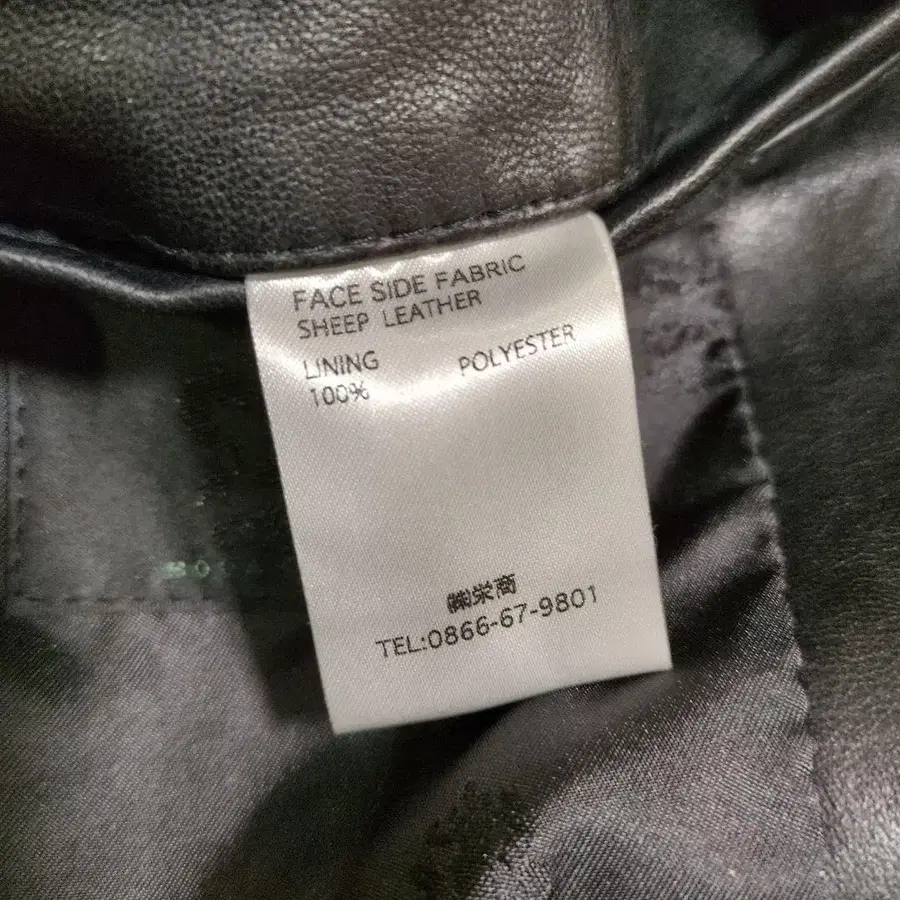 FACE SIDE FABRIC
SHEEP LEATHER
LINING POLYESTER
100%
㈱栄商
TEL:0866-67-9801